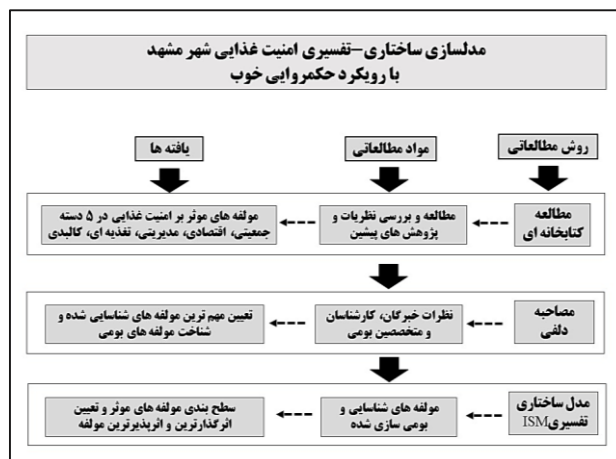 مدلسازی ساختاری-تفسیری امنیت غذایی شهر مشهد
با رویکرد حکمروایی خوب
روش مطالعاتی
مواد مطالعاتی
یافته ها
مطالعه
کتابخانه ای
مطالعه و بررسی نظریات و
پژوهش های پیشین
مولفه های موثر بر امنیت غذایی در ۵ دسته
جمعیتی، اقتصادی، مدیریتی، تغذیه ای، کالبدی
مصاحبه
دلفی
نظرات خبرگان، کارشناسان
و متخصصین بومی
تعیین مهم ترین مولفه های شناسایی شده و
شناخت مولفه های بومی
مدل ساختاری
تفسیریISM
مولفه های شناسایی و
بومی سازی شده
سطح بندی مولفه های موثر و تعیین
اثرگذارترین و اثرپذیرترین مولفه